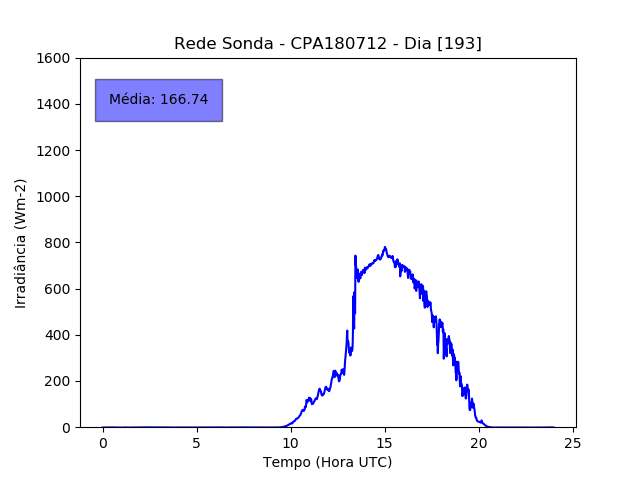 Rede Sonda - CPA180712 - Dia [193]
1600
1400
1200
1000
800
600
400
200
0
Média: 166.74
Irradiância (Wm-2)
0 5 10 15 20 25
Tempo (Hora UTC)